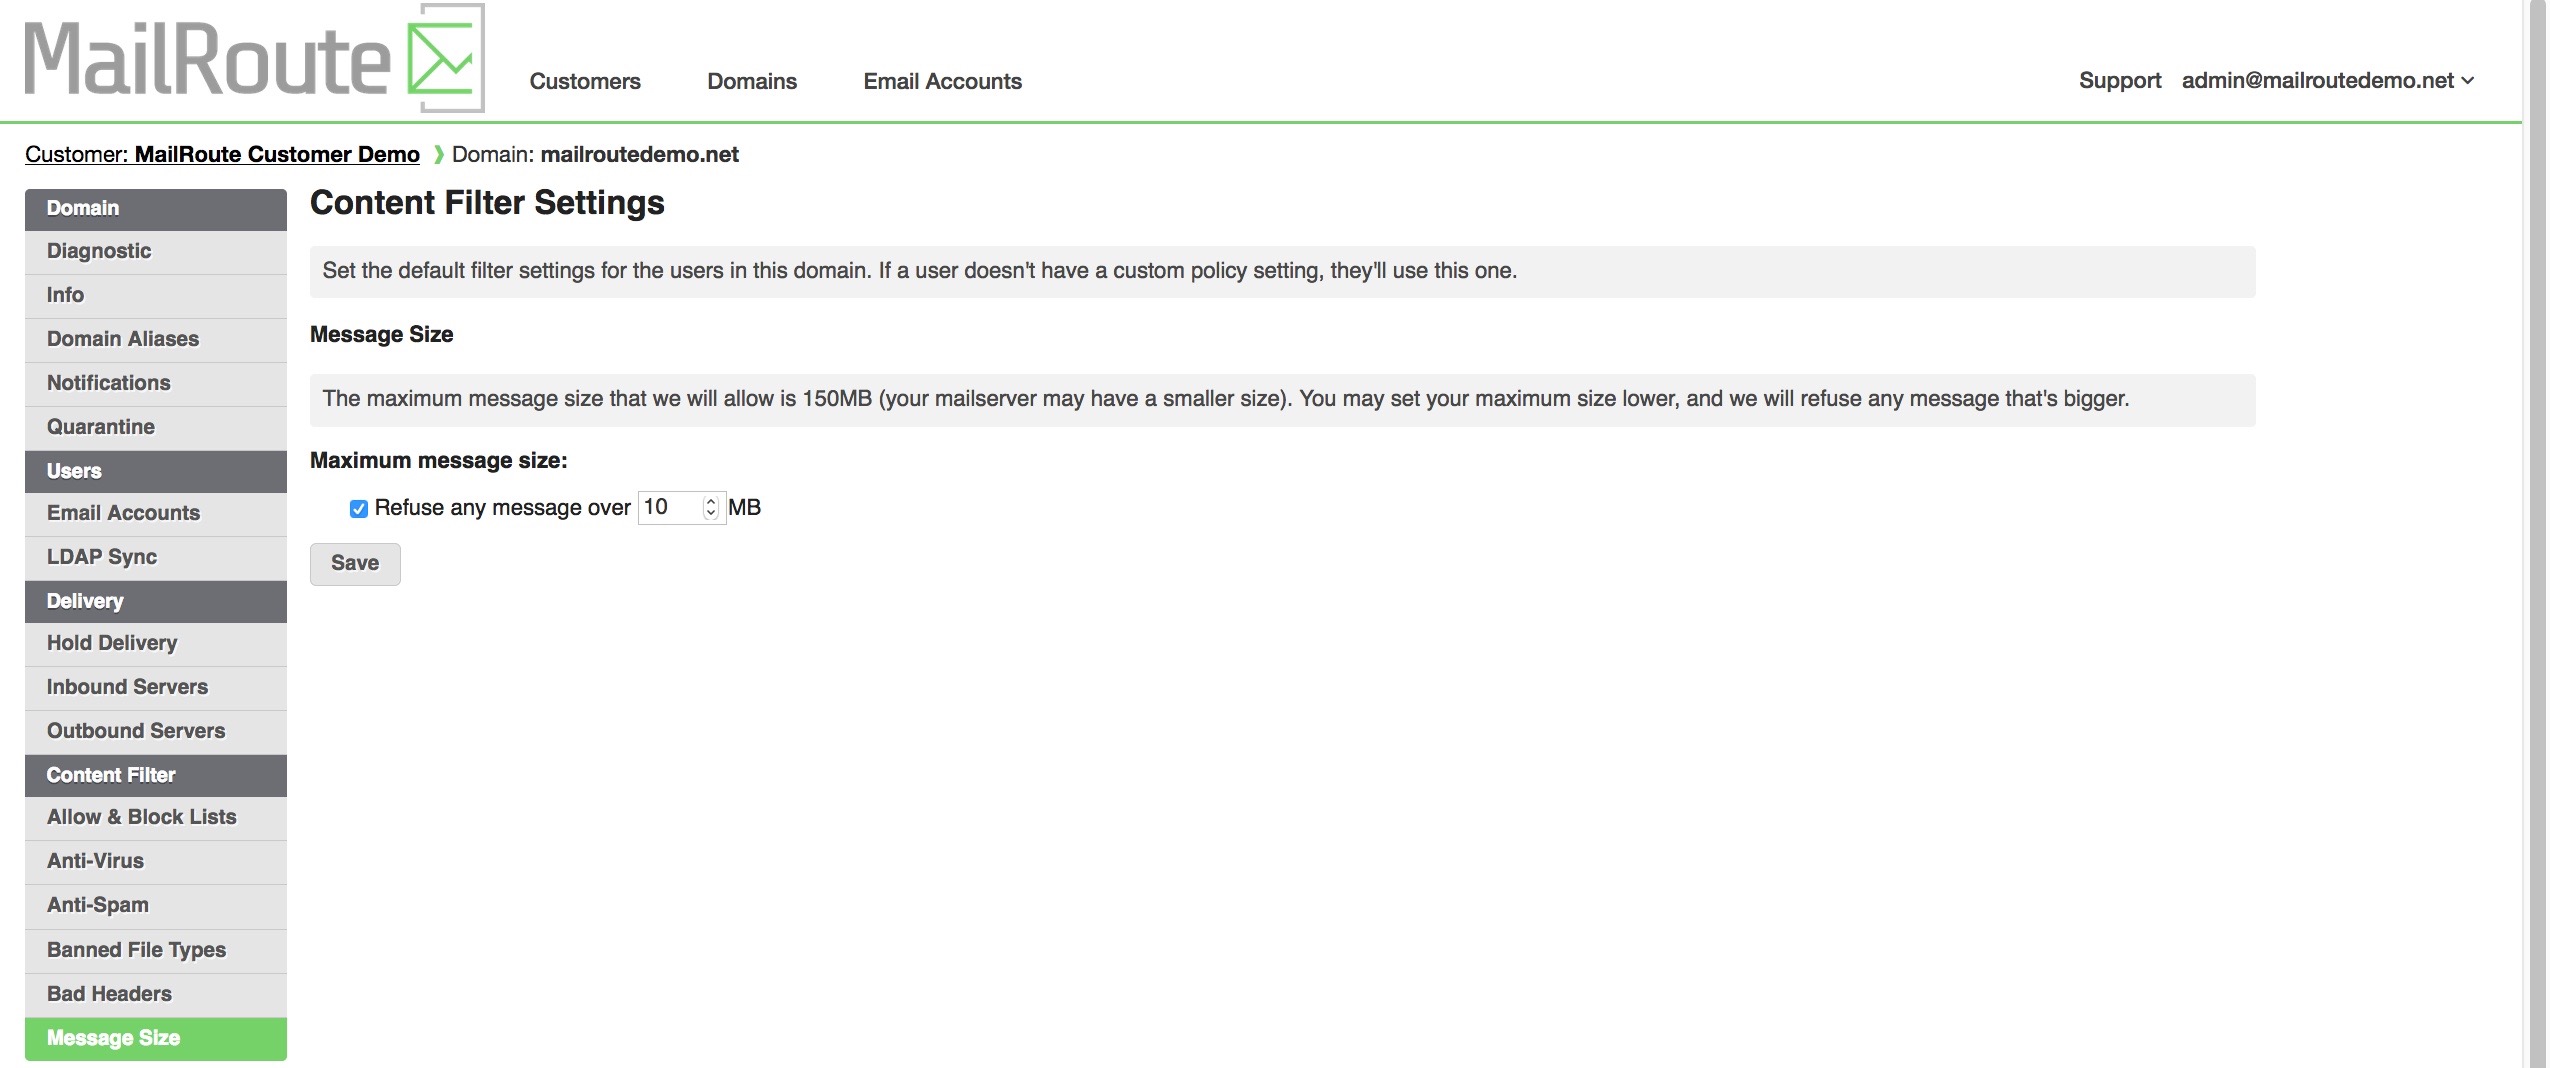 MailRoute
Customers Domains Email Accounts Support admin@mailroutedemo.net
Customer: MailRoute Customer Demo Domain: mailroutedemo.net
Domain
Diagnostic
Info
Domain Aliases
Notifications
Quarantine
Users
Email Accounts
LDAP Sync
Delivery
Hold Delivery
Inbound Servers
Outbound Servers
Content Filter
Allow & Block Lists
Anti-Virus
Anti-Spam
Banned File Types
Bad Headers
Message Size
Content Filter Settings
Set the default filter settings for the users in this domain. If a user doesn't have a custom policy setting, they'll use this one.
Message Size
The maximum message size that we will allow is 150MB (your mailserver may have a smaller size). You may set your maximum size lower, and we will refuse any message that's bigger.
Maximum message size:
Refuse any message over 10 MB
Save